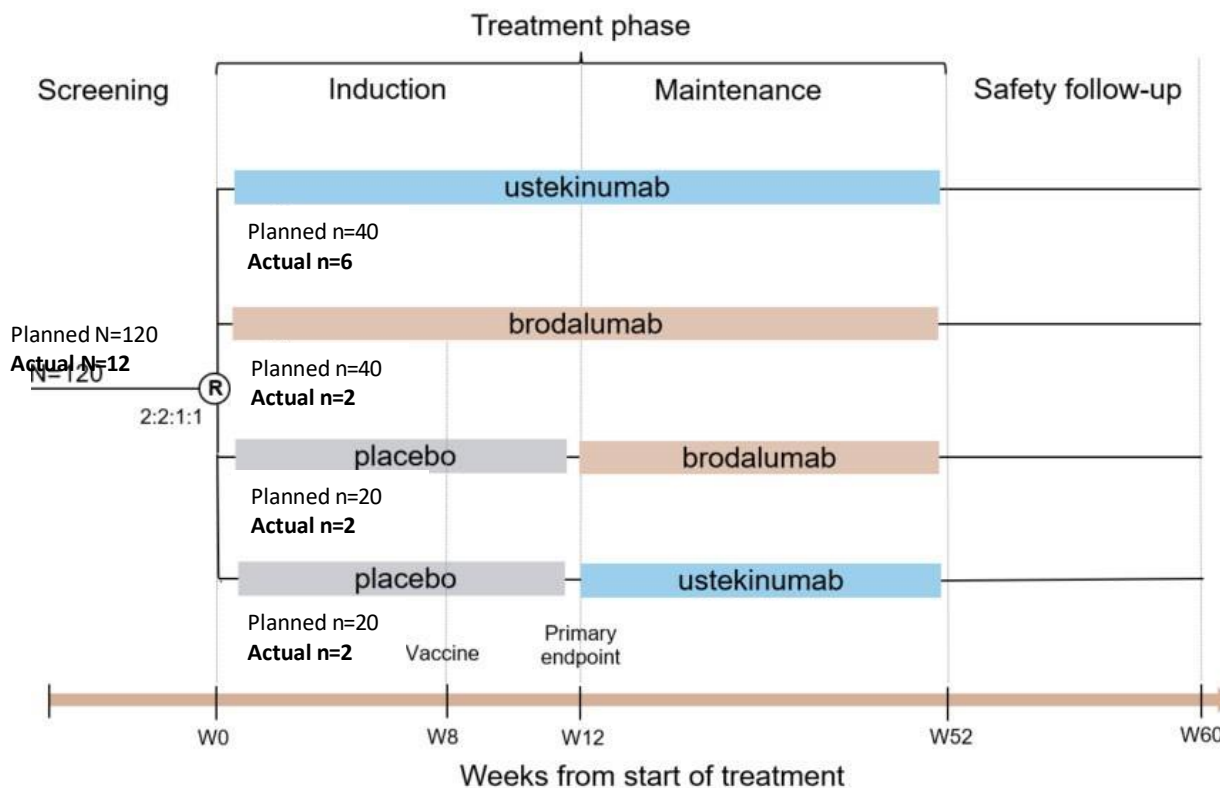 Treatment phase
Screening
Induction
Maintenance
Safety follow-up
ustekinumab
Planned n=40
Actual n=6
brodalumab
Planned N=120
Actual N=12
N=120
R
2:2:1:1
Planned n=40
Actual n=2
placebo
brodalumab
Planned n=20
Actual n=2
placebo
ustekinumab
Planned n=20
Actual n=2
Vaccine
Primary
endpoint
W0
W8
W12
W52
W60
Weeks from start of treatment